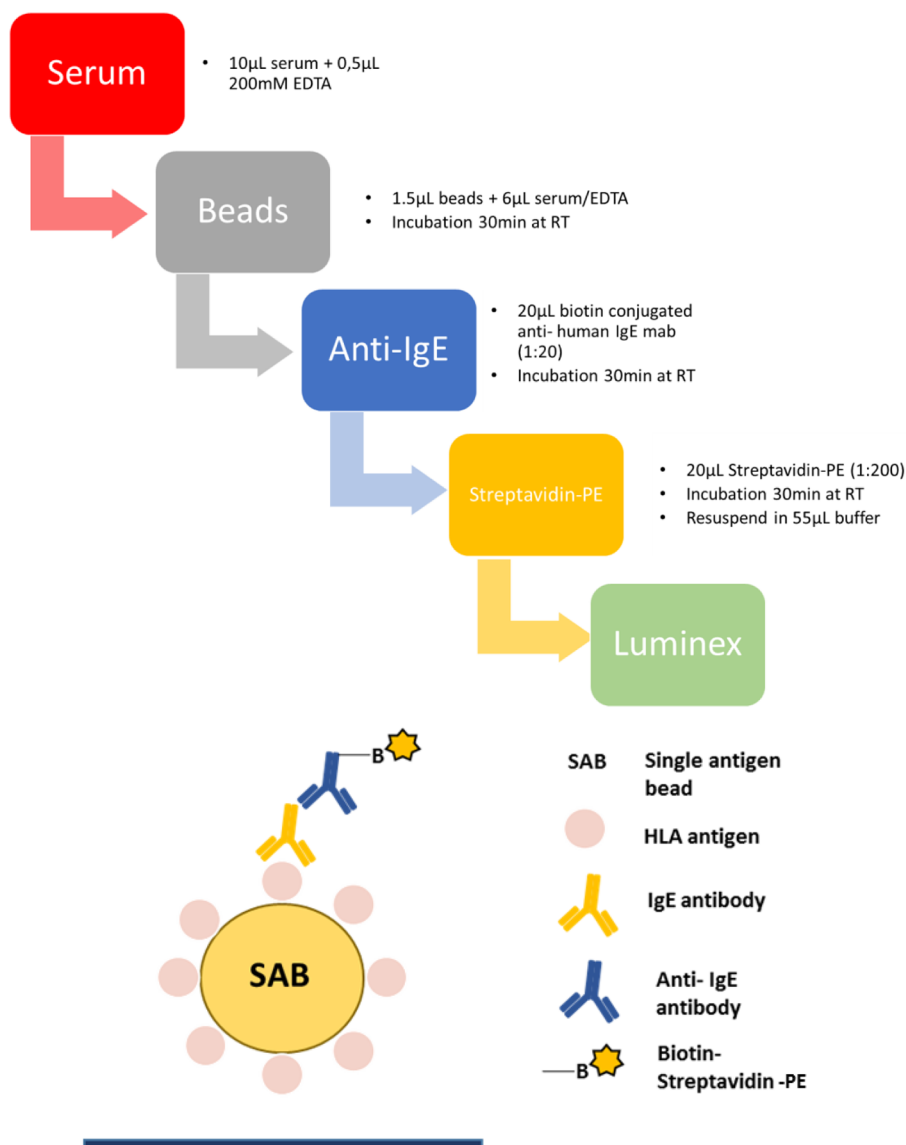 Serum
• 10µL serum + 0,5µL
200mM EDTA
Beads
• 1.5µL beads + 6µL serum/EDTA
• Incubation 30min at RT
Anti-IgE
• 20µL biotin conjugated
anti- human IgE mab
(1:20)
• Incubation 30min at RT
Streptavidin-PE
• 20µL Streptavidin-PE (1:200)
• Incubation 30min at RT
• Resuspend in 55µL buffer
Luminex
B
SAB
SAB Single antigen
bead
HLA antigen
IgE antibody
Anti- IgE
antibody
B Biotin-
Streptavidin -PE